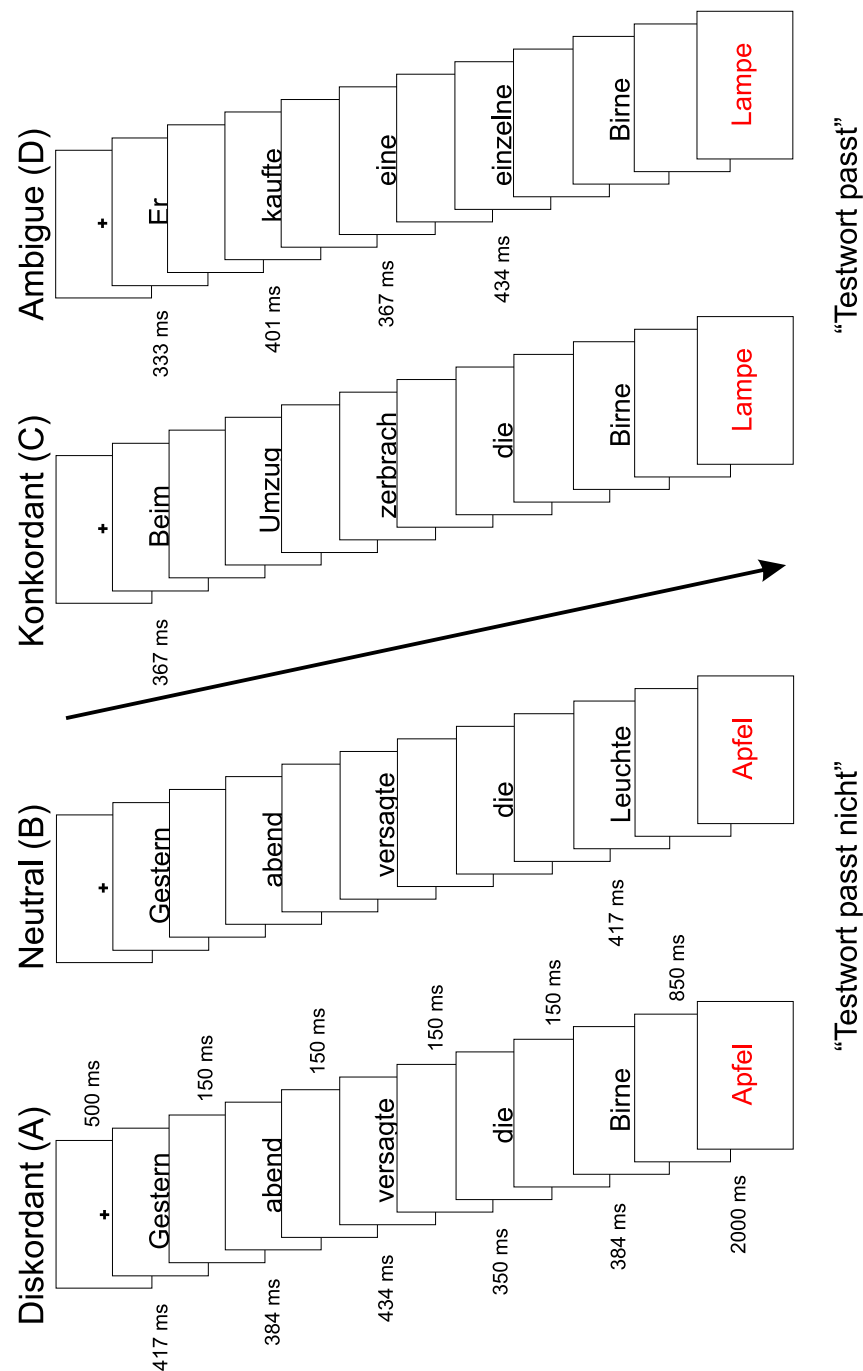 Diskordant (A)
+
500 ms
Gestern
417 ms
150 ms
abend
384 ms
150 ms
versagte
434 ms
150 ms
die
350 ms
150 ms
Birne
384 ms
850 ms
Apfel
2000 ms
Neutral (B)
+
Gestern
abend
versagte
die
Leuchte
417 ms
Apfel
“Testwort passt nicht”
Konkordant (C)
+
Beim
367 ms
Umzug
zerbrach
die
Birne
Lampe
Ambigue (D)
+
Er
333 ms
kaufte
401 ms
eine
367 ms
einzelne
434 ms
Birne
Lampe
“Testwort passt”